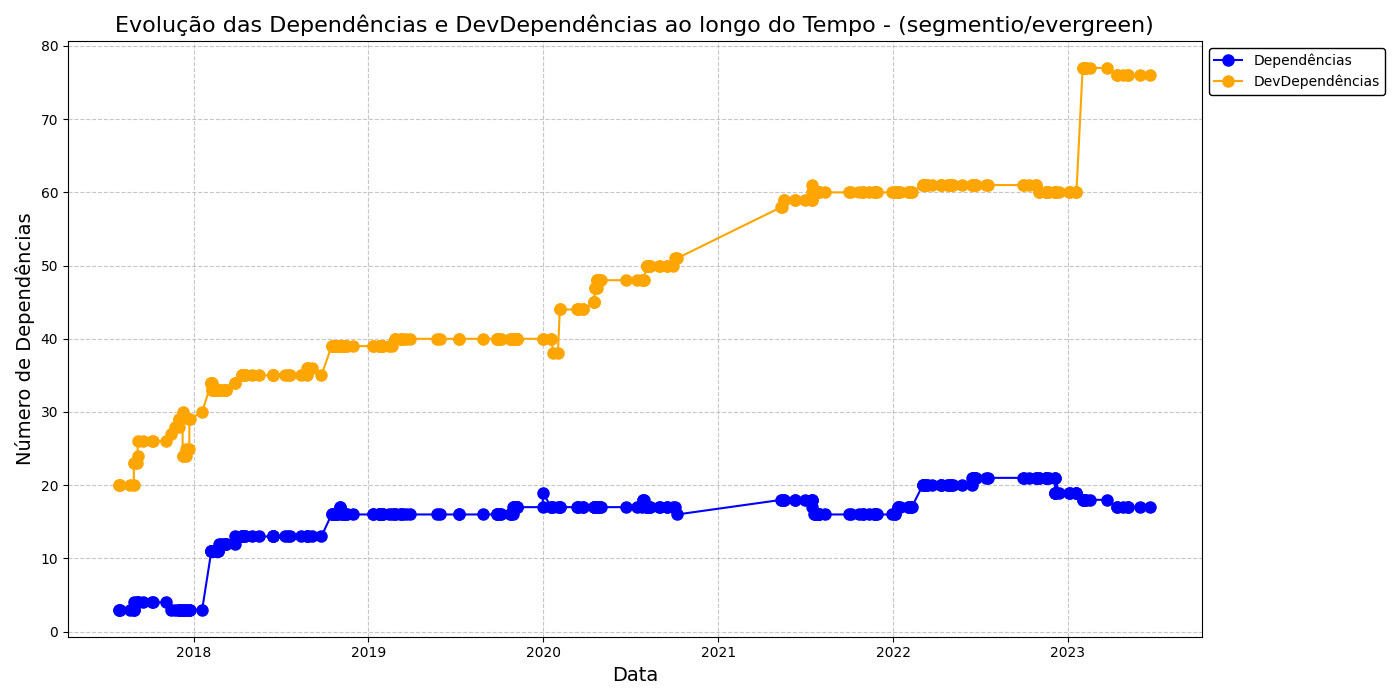 Evolução das Dependências e DevDependências ao longo do Tempo - (segmentio/evergreen)
Dependências
DevDependências
Número de Dependências
80
70
60
50
40
30
20
10
0
2018 2019 2020 2021 2022 2023
Data